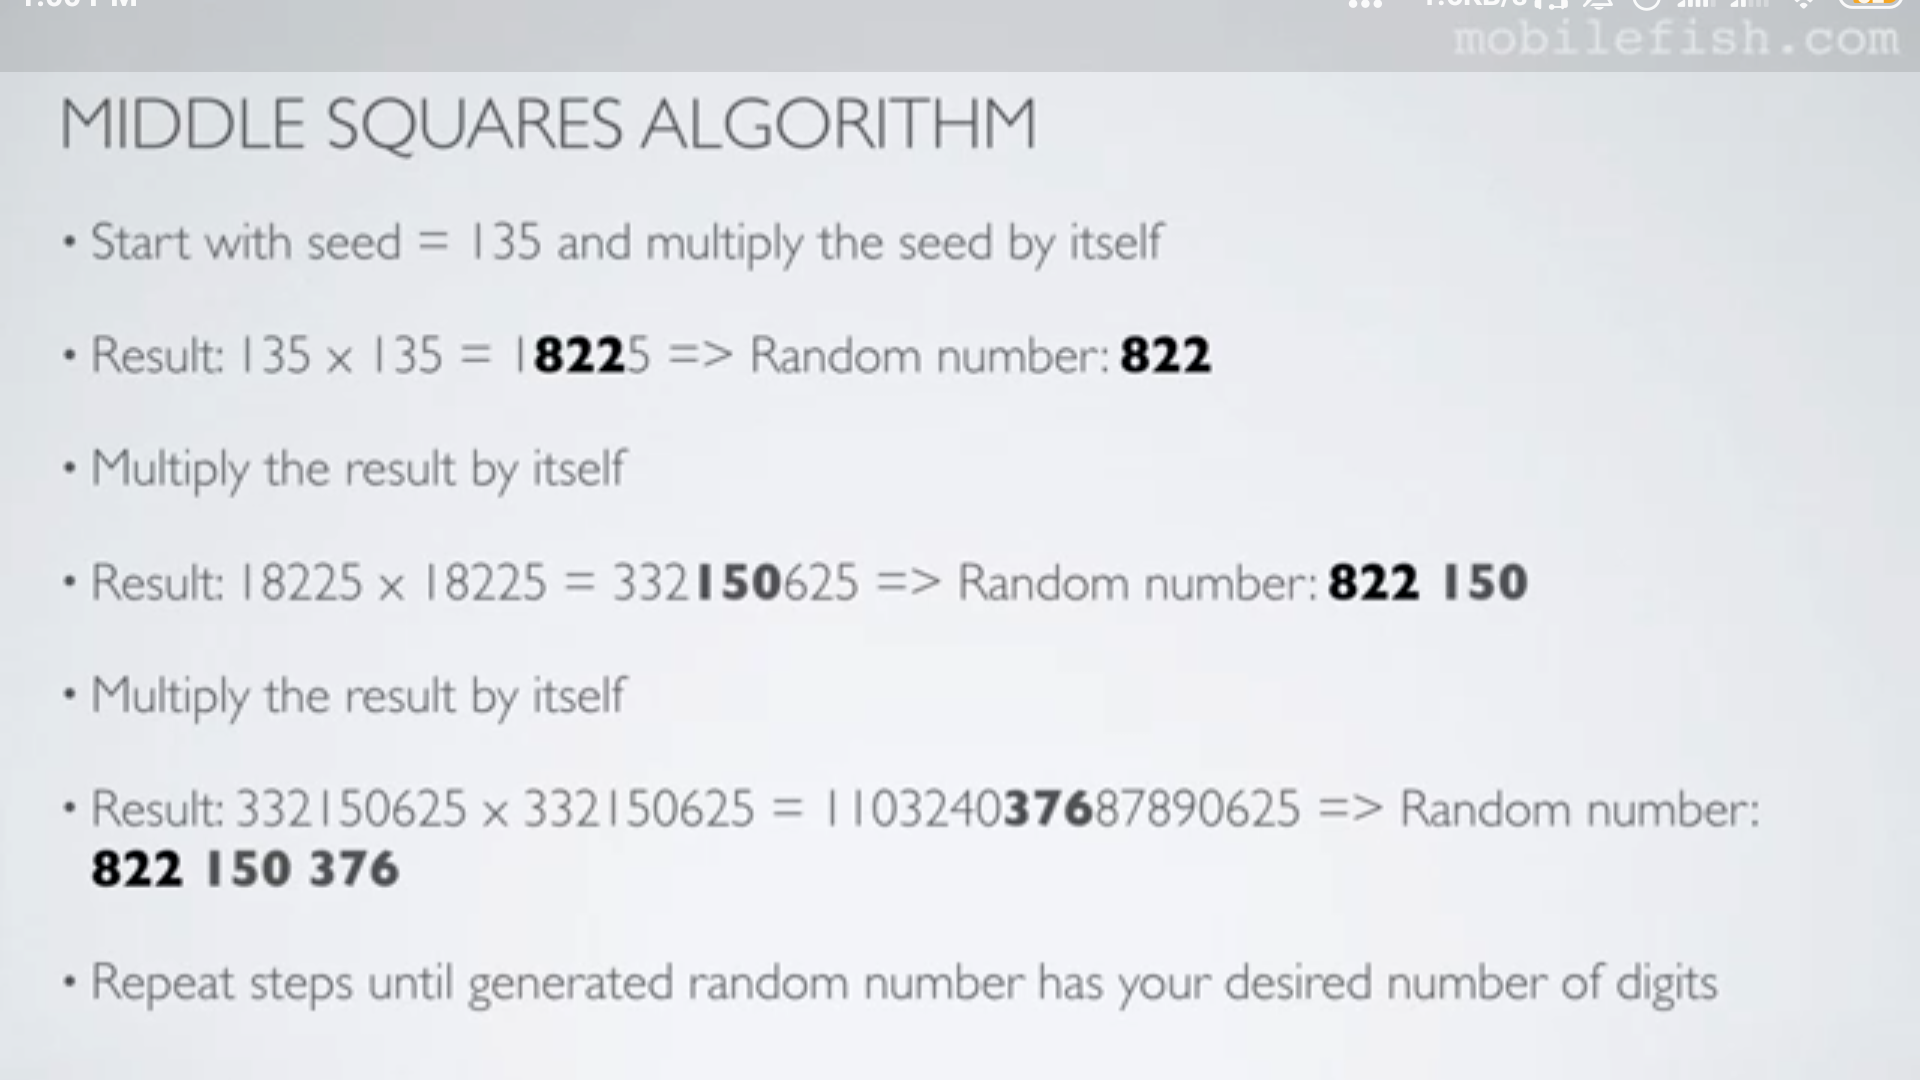 mobilefish.com
MIDDLE SQUARES ALGORITHM
• Start with seed = 135 and multiply the seed by itself
• Result: 135 x 135 = 18225 => Random number: 822
• Multiply the result by itself
• Result: 18225 x 18225 = 332150625 => Random number: 822 150
• Multiply the result by itself
• Result: 332150625 x 332150625 = 110324037687890625 => Random number:
822 150 376
• Repeat steps until generated random number has your desired number of digits